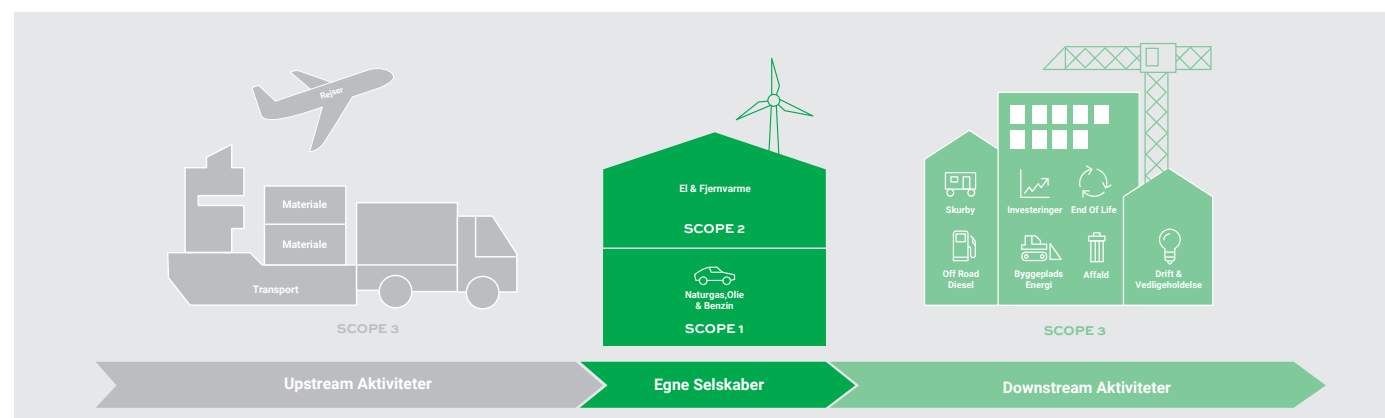 Rejser
Materiale
Materiale
Transport
SCOPE 3
El & Fjernvarme
SCOPE 2
Naturgas,Olie
& Benzin
SCOPE 1
Skurby
Investeringer
End Of Life
Off Road
Diesel
Byggeplads
Energi
Affald
Drift &
Vedligeholdelse
SCOPE 3
Upstream Aktiviteter
Egne Selskaber
Downstream Aktiviteter